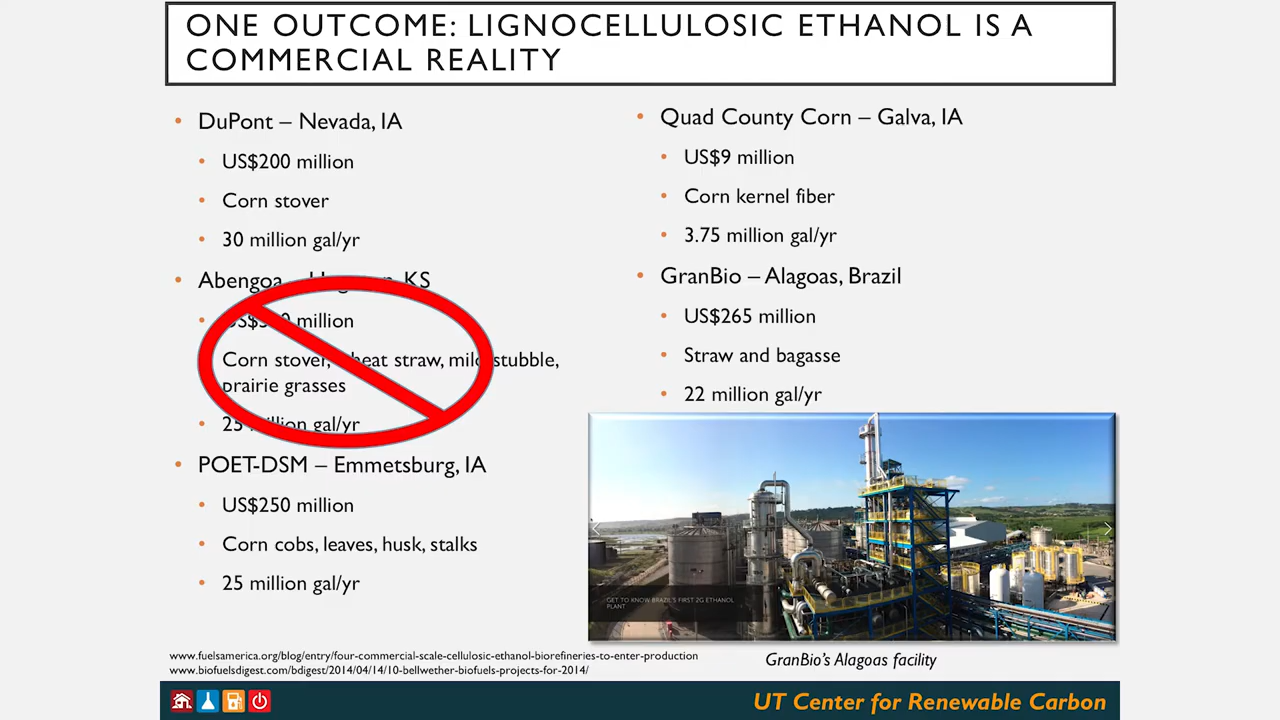 ONE OUTCOME: LIGNOCELLULOSIC ETHANOL IS A
COMMERCIAL REALITY
• DuPont – Nevada, IA
• US$200 million
• Corn stover
• 30 million gal/yr
• Abengoa – KS
• million
Corn stover, wheat straw, milo stubble,
prairie grasses
• 25 million gal/yr
• POET-DSM – Emmetsburg, IA
• US$250 million
• Corn cobs, leaves, husk, stalks
• 25 million gal/yr
• Quad County Corn – Galva, IA
• US$9 million
• Corn kernel fiber
• 3.75 million gal/yr
• GranBio – Alagoas, Brazil
• US$265 million
• Straw and bagasse
• 22 million gal/yr
GET TO KNOW BRAZIL'S FIRST 2G ETHANOL
PLANT
GranBio's Alagoas facility
www.fuelsamerica.org/blog/entry/four-commercial-scale-cellulosic-ethanol-biorefineries-to-enter-production
www.biofuelsdigest.com/bdigest/2014/04/14/10-bellwether-biofuels-projects-for-2014/
UT Center for Renewable Carbon